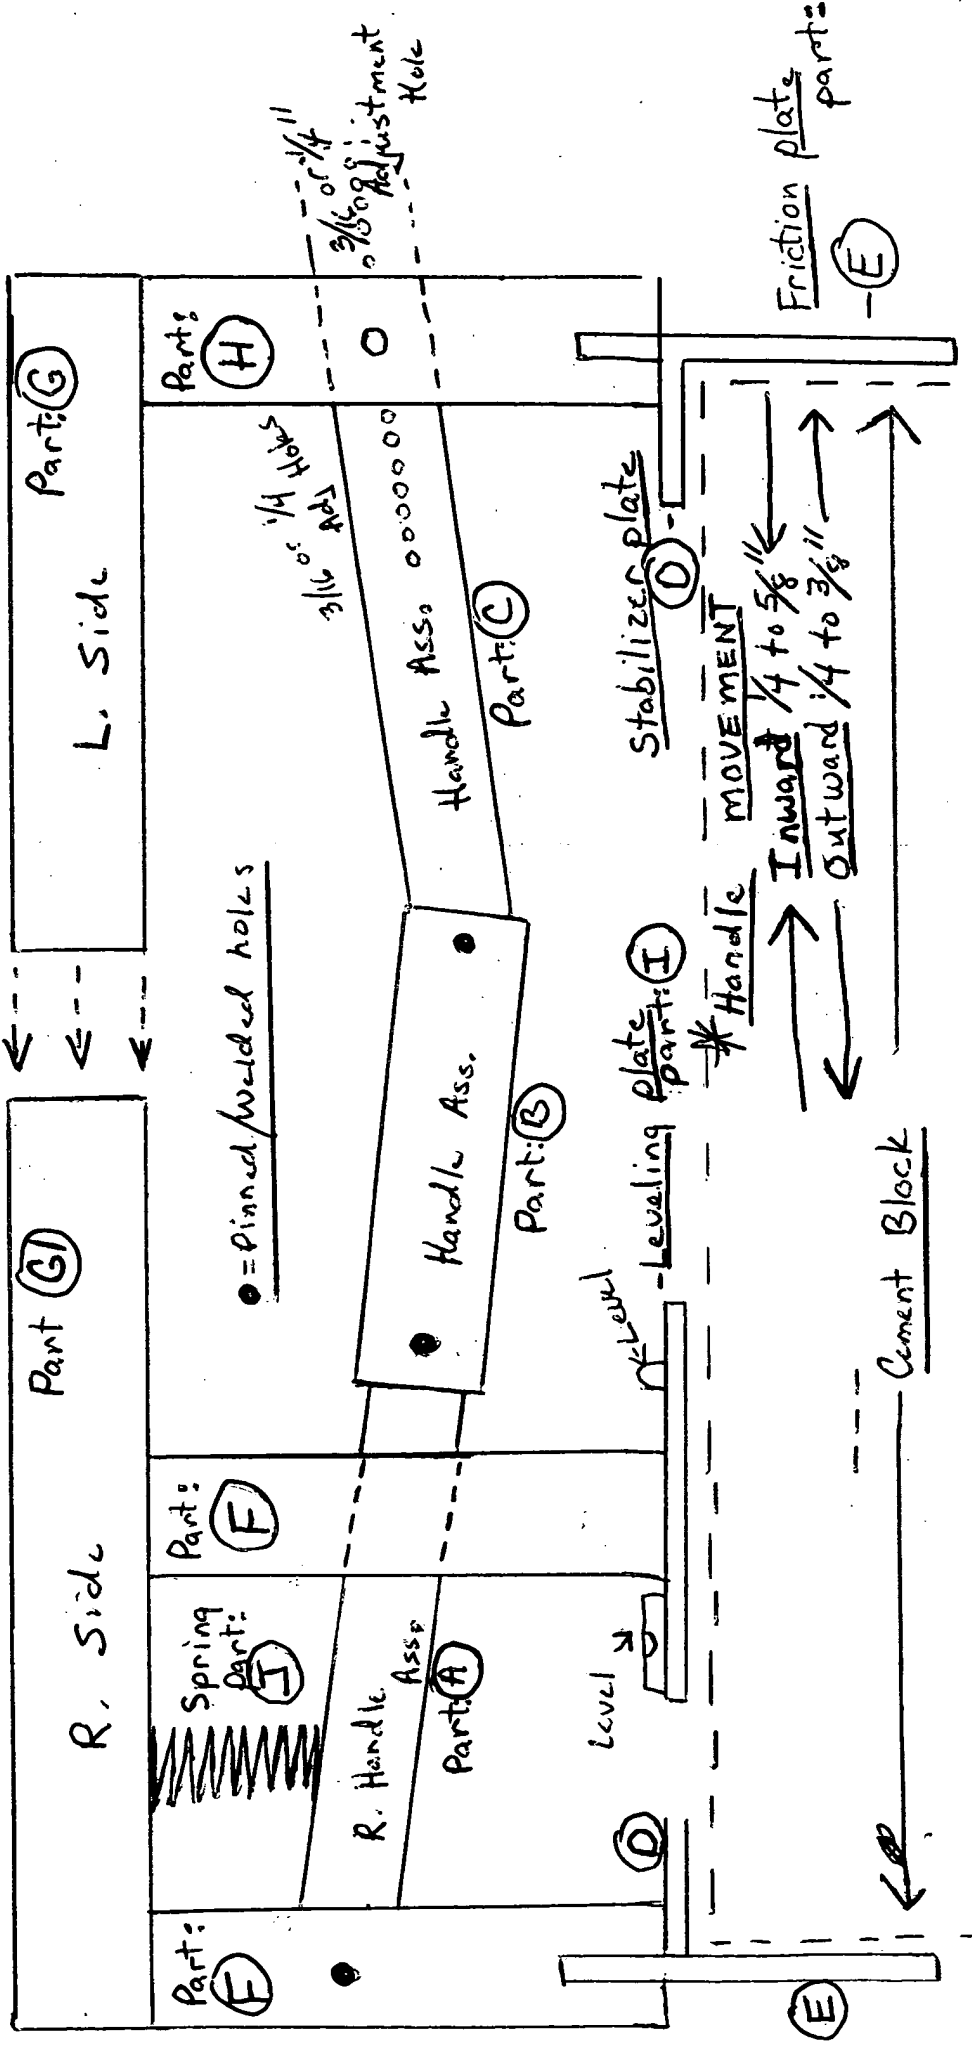 Part G1
R. Side
Part: G
L. Side
Part: F
Spring
Part:
J
Part: F
● = Pinned/Welded holes
Part: H
R. Handle
Ass.
Part: A
Handle Ass.
Part: B
Handle Ass.
Part: C
3/16 or 1/4 Holes
Adj
3/16 or 1/4"
Adjustment
Hole
D
Level
Level
-Leveling plate
part: I
Stabilizer plate
D -
* Handle MOVEMENT
Inward 1/4 to 5/8"
Outward 1/4 to 3/8"
Friction plate
part:
- E
E
Cement Block